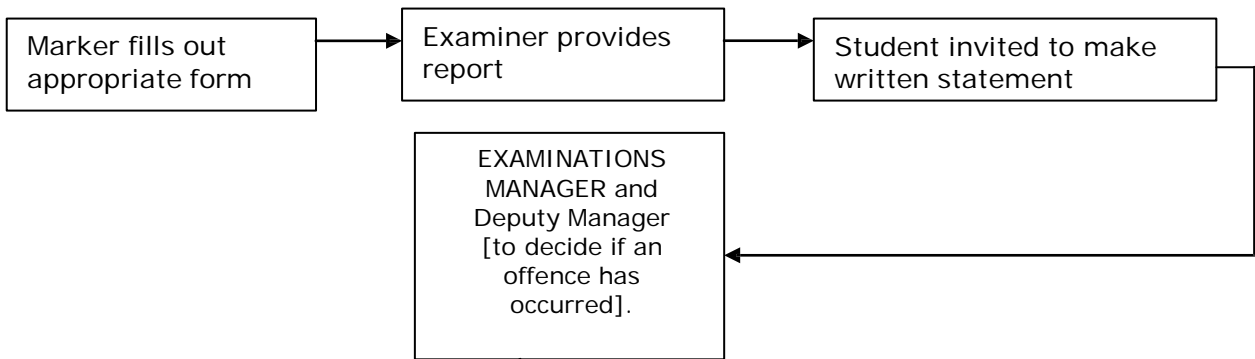 Marker fills out
appropriate form
Examiner provides
report
Student invited to make
written statement
EXAMINATIONS
MANAGER and
Deputy Manager
[to decide if an
offence has
occurred].